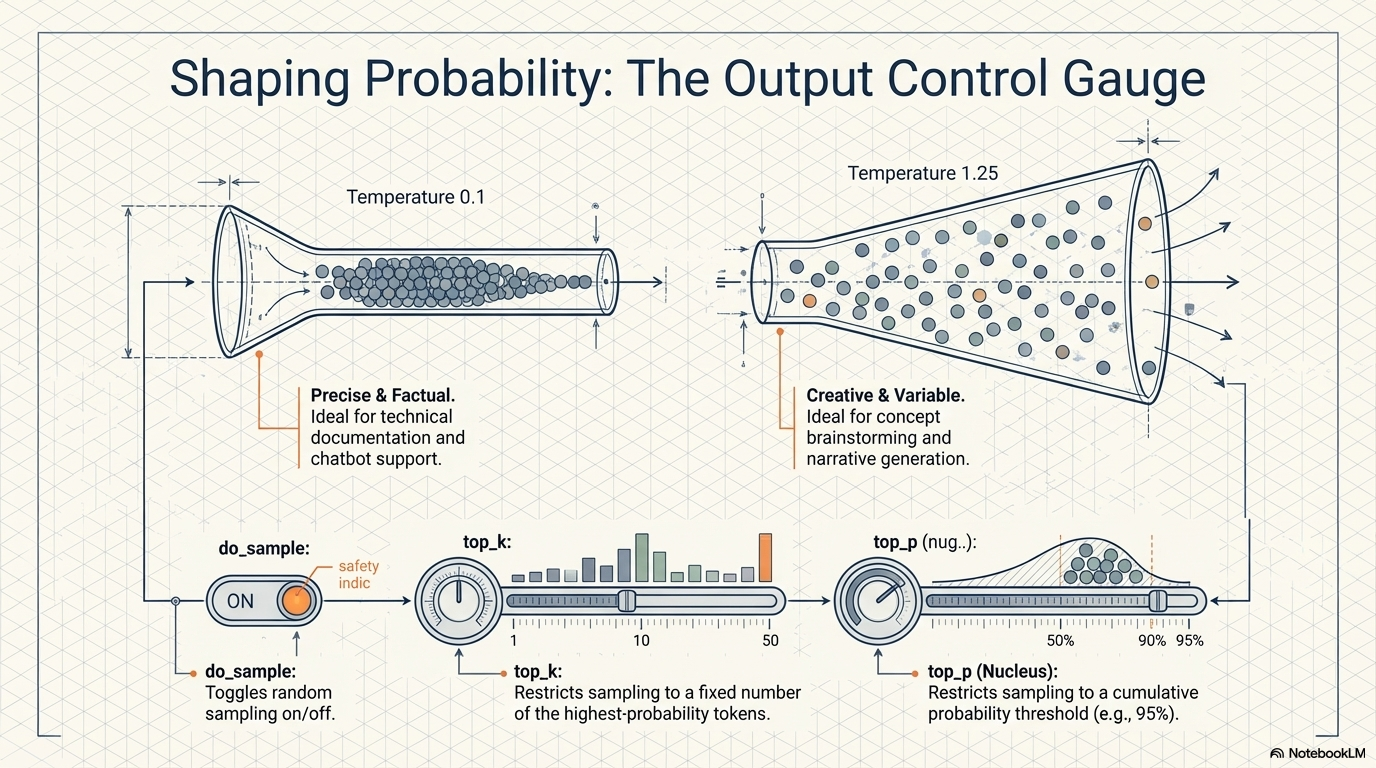 Shaping Probability: The Output Control Gauge
Temperature 0.1
Temperature 1.25
Precise & Factual.
Ideal for technical
documentation and
chatbot support.
Creative & Variable.
Ideal for concept
brainstorming and
narrative generation.
do_sample:
safety
indic
ON
top_k:
1 10 50
top_p (nug..):
50% 90% 95%
do_sample:
Toggles random
sampling on/off.
top_k:
Restricts sampling to a fixed number
of the highest-probability tokens.
top_p (Nucleus):
Restricts sampling to a cumulative
probability threshold (e.g., 95%).
NotebookLM